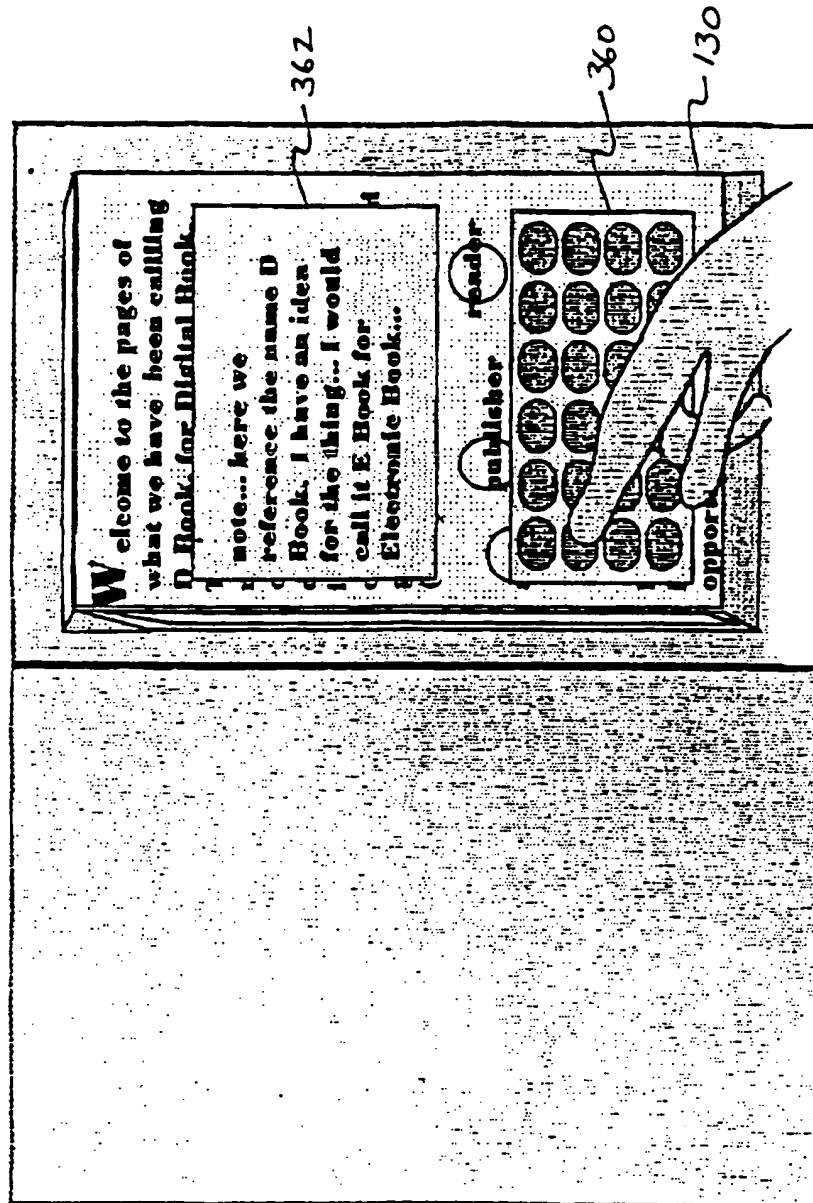 Welcome to the pages of
what we have been callling
D Book, for Digital Book
note... here we
reference the name D
Book. I have an idea
for the thing... I would
call it E Book for
Electronic Book...
publisher
reader
oppor
362
360
130